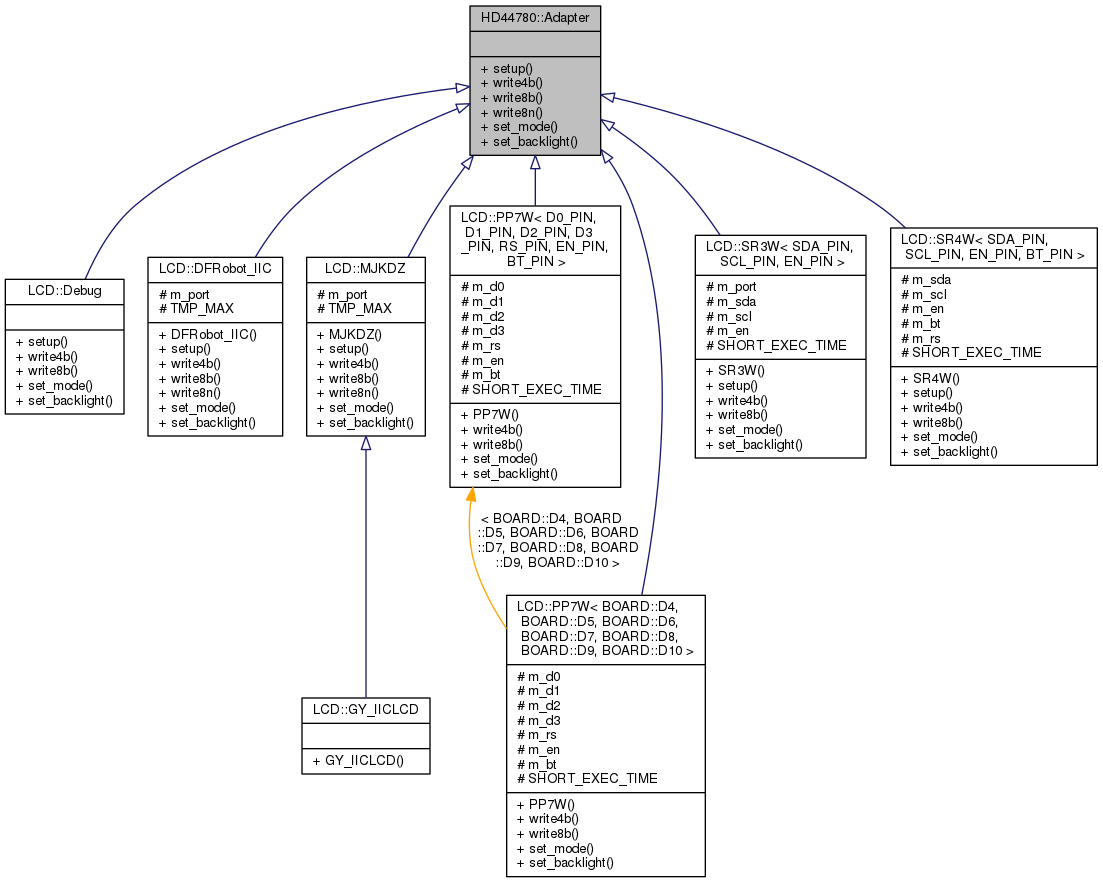 HD44780::Adapter
+ setup()
+ write4b()
+ write8b()
+ write8n()
+ set_mode()
+ set_backlight()
LCD::Debug
+ setup()
+ write4b()
+ write8b()
+ set_mode()
+ set_backlight()
LCD::DFRobot_IIC
# m_port
# TMP_MAX
+ DFRobot_IIC()
+ setup()
+ write4b()
+ write8b()
+ write8n()
+ set_mode()
+ set_backlight()
LCD::MJKDZ
# m_port
# TMP_MAX
+ MJKDZ()
+ setup()
+ write4b()
+ write8b()
+ write8n()
+ set_mode()
+ set_backlight()
LCD::PP7W< D0_PIN,
D1_PIN, D2_PIN, D3
_PIN, RS_PIN, EN_PIN,
BT_PIN >
# m_d0
# m_d1
# m_d2
# m_d3
# m_rs
# m_en
# m_bt
# SHORT_EXEC_TIME
+ PP7W()
+ write4b()
+ write8b()
+ set_mode()
+ set_backlight()
LCD::SR3W< SDA_PIN,
SCL_PIN, EN_PIN >
# m_port
# m_sda
# m_scl
# m_en
# SHORT_EXEC_TIME
+ SR3W()
+ setup()
+ write4b()
+ write8b()
+ set_mode()
+ set_backlight()
LCD::SR4W< SDA_PIN,
SCL_PIN, EN_PIN, BT_PIN >
# m_sda
# m_scl
# m_en
# m_bt
# m_rs
# SHORT_EXEC_TIME
+ SR4W()
+ setup()
+ write4b()
+ write8b()
+ set_mode()
+ set_backlight()
< BOARD::D4, BOARD
::D5, BOARD::D6, BOARD
::D7, BOARD::D8, BOARD
::D9, BOARD::D10 >
LCD::GY_IICLCD
+ GY_IICLCD()
LCD::PP7W< BOARD::D4,
BOARD::D5, BOARD::D6,
BOARD::D7, BOARD::D8,
BOARD::D9, BOARD::D10 >
# m_d0
# m_d1
# m_d2
# m_d3
# m_rs
# m_en
# m_bt
# SHORT_EXEC_TIME
+ PP7W()
+ write4b()
+ write8b()
+ set_mode()
+ set_backlight()